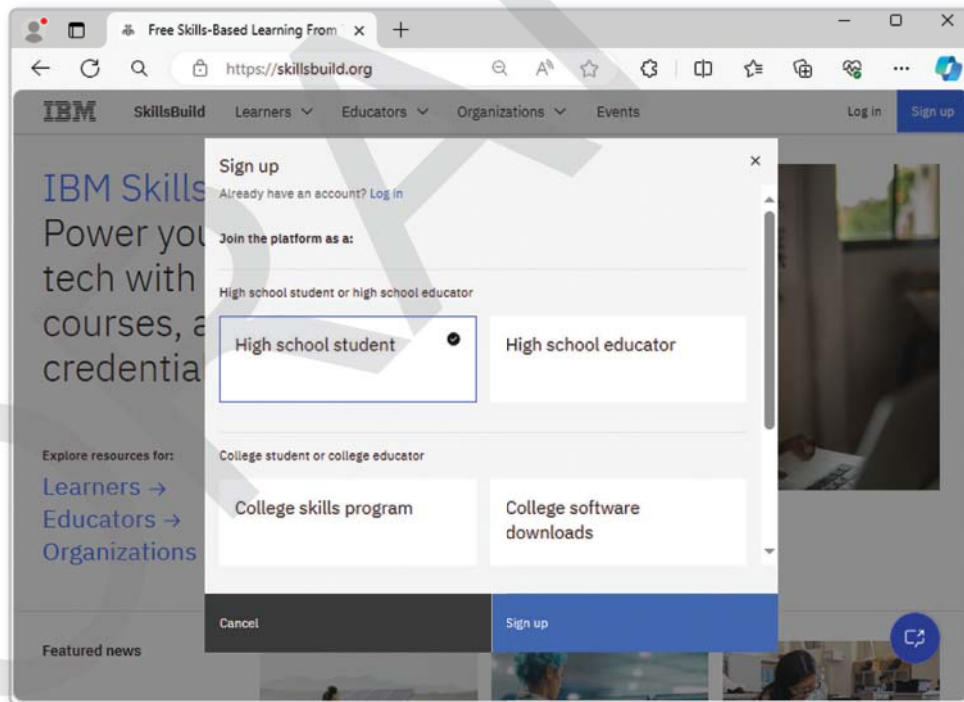 Free Skills-Based Learning From
https://skillsbuild.org
IBM SkillsBuild Learners Educators Organizations Events Log in Sign up
Sign up
Already have an account? Log in
Join the platform as a:
High school student or high school educator
High school student
High school educator
College student or college educator
College skills program
College software
downloads
Cancel
Sign up
IBM Skills
Power you
tech with
courses, a
credentia
Explore resources for:
Learners →
Educators →
Organizations
Featured news